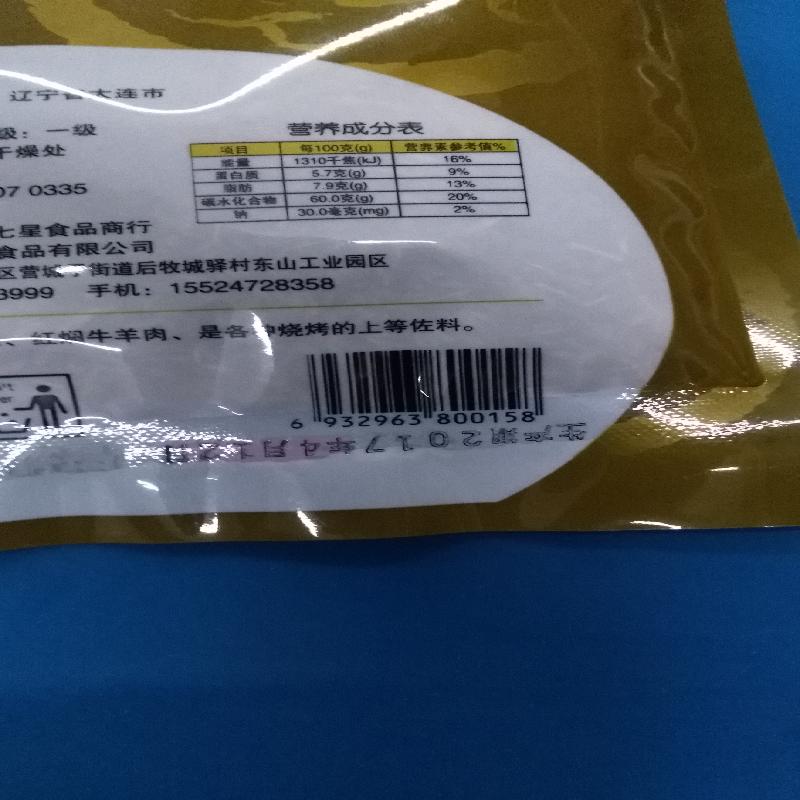 辽宁省大连市
级：一级
干燥处
07 0335
七星食品商行
食品有限公司
区营城子街道后牧城驿村东山工业园区
3999 手机：15524728358
、红焖牛羊肉、是各种烧烤的上等佐料。
营养成分表
项目 每100克(g) 营养素参考值%
能量 1310千焦(kJ) 16%
蛋白质 5.7克(g) 9%
脂肪 7.9克(g) 13%
碳水化合物 60.0克(g) 20%
钠 30.0毫克(mg) 2%
6 932963 800158
生产期2017年4月12日